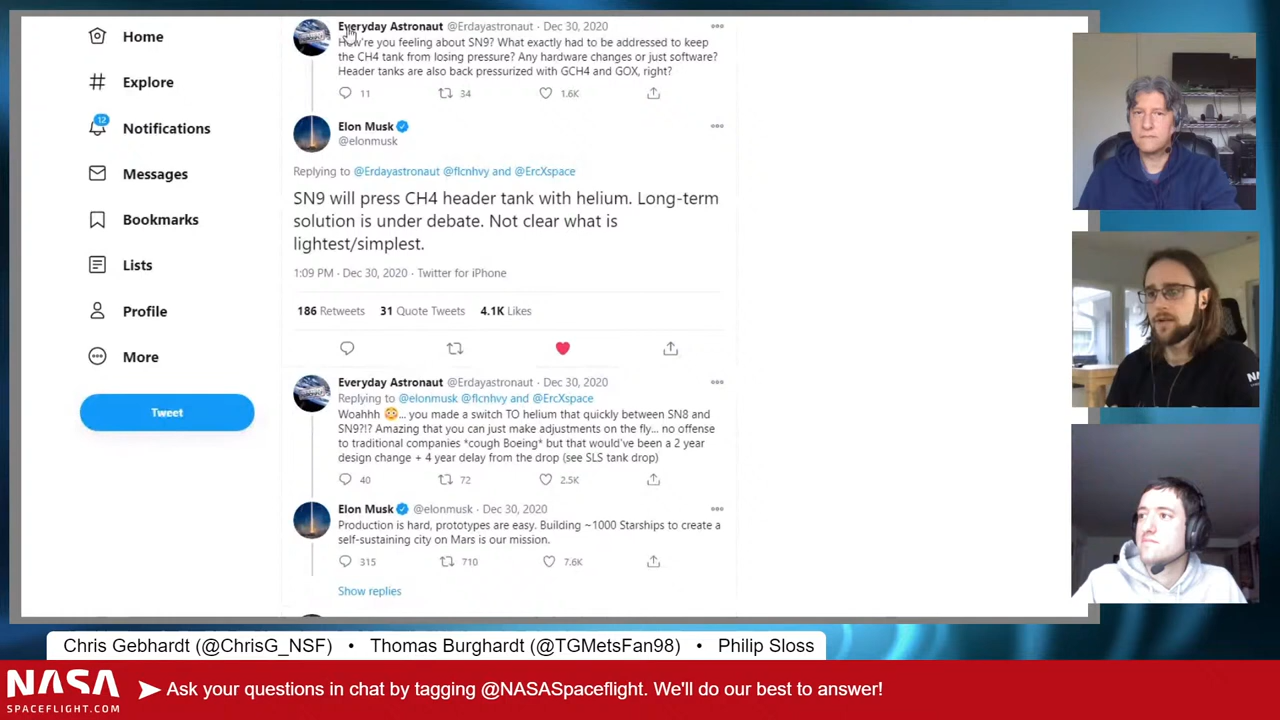 Home
Explore
12
Notifications
Messages
Bookmarks
Lists
Profile
More
Tweet
Everyday Astronaut @Erdayastronaut · Dec 30, 2020
How're you feeling about SN9? What exactly had to be addressed to keep
the CH4 tank from losing pressure? Any hardware changes or just software?
Header tanks are also back pressurized with GCH4 and GOX, right?
11 34 1.6K
Elon Musk
@elonmusk
Replying to @Erdayastronaut @flcnhvy and @ErcXspace
SN9 will press CH4 header tank with helium. Long-term
solution is under debate. Not clear what is
lightest/simplest.
1:09 PM · Dec 30, 2020 · Twitter for iPhone
186 Retweets 31 Quote Tweets 4.1K Likes
Everyday Astronaut @Erdayastronaut · Dec 30, 2020
Replying to @elonmusk @flcnhvy and @ErcXspace
Woahhh 😳... you made a switch TO helium that quickly between SN8 and
SN9?!? Amazing that you can just make adjustments on the fly... no offense
to traditional companies *cough Boeing* but that would've been a 2 year
design change + 4 year delay from the drop (see SLS tank drop)
40 72 2.5K
Elon Musk @elonmusk · Dec 30, 2020
Production is hard, prototypes are easy. Building ~1000 Starships to create a
self-sustaining city on Mars is our mission.
315 710 7.6K
Show replies
NAS
Chris Gebhardt (@ChrisG_NSF) • Thomas Burghardt (@TGMetsFan98) • Philip Sloss
NASA
SPACEFLIGHT.COM
Ask your questions in chat by tagging @NASASpaceflight. We'll do our best to answer!